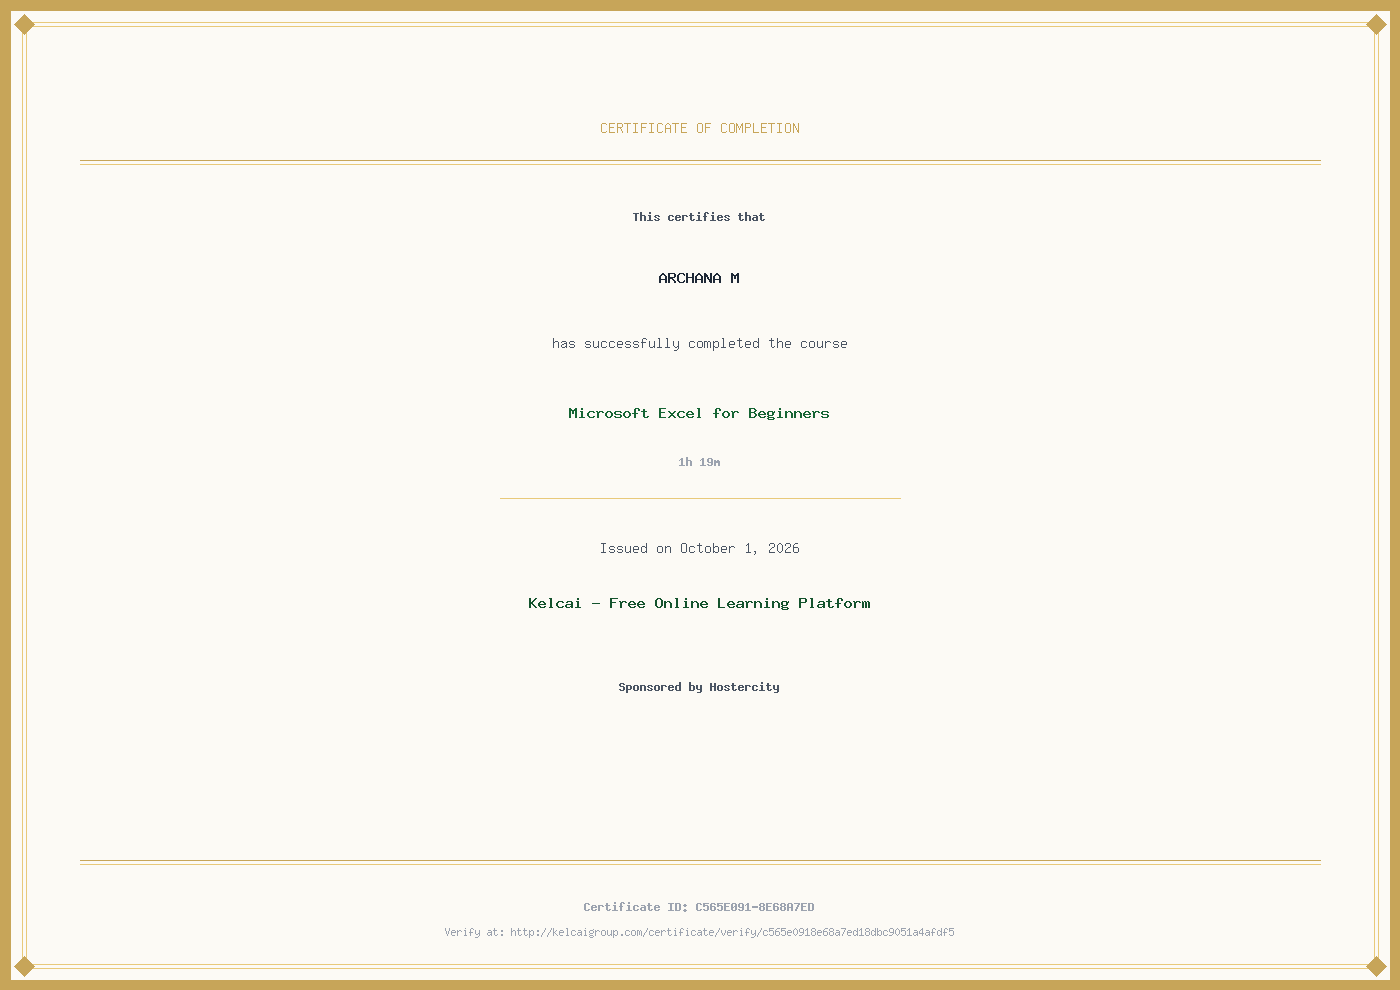 CERTIFICATE OF COMPLETION
This certifies that
ARCHANA M
has successfully completed the course
Microsoft Excel for Beginners
1h 19m
Issued on October 1, 2026
Kelcai - Free Online Learning Platform
Sponsored by Hostercity
Certificate ID: C565E091-8E68A7ED
Verify at: http://kelcaigroup.com/certificate/verify/c565e0918e68a7ed18dbc9051a4afdf5